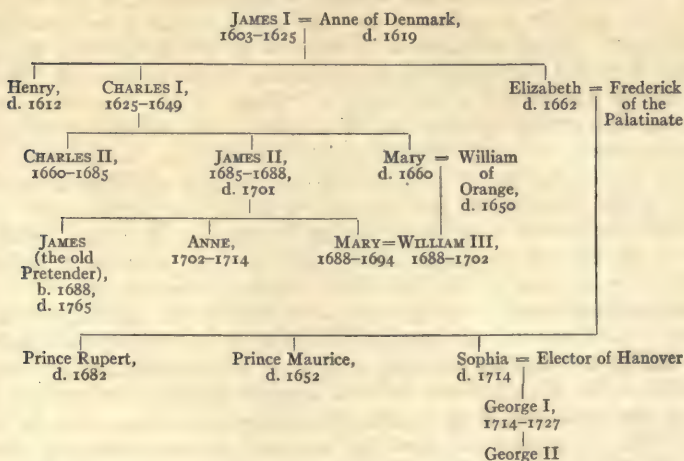 JAMES I = Anne of Denmark,
1603–1625 d. 1619
Henry, CHARLES I, Elizabeth = Frederick
d. 1612 1625–1649 d. 1662 of the
Palatinate
CHARLES II, JAMES II, Mary = William
1660–1685 1685–1688, d. 1660 of
d. 1701 Orange,
d. 1650
JAMES ANNE, MARY=WILLIAM III,
(the old 1702–1714 1688–1694 1688–1702
Pretender),
b. 1688,
d. 1765
Prince Rupert, Prince Maurice, Sophia = Elector of Hanover
d. 1682 d. 1652 d. 1714
George I,
1714–1727
George II